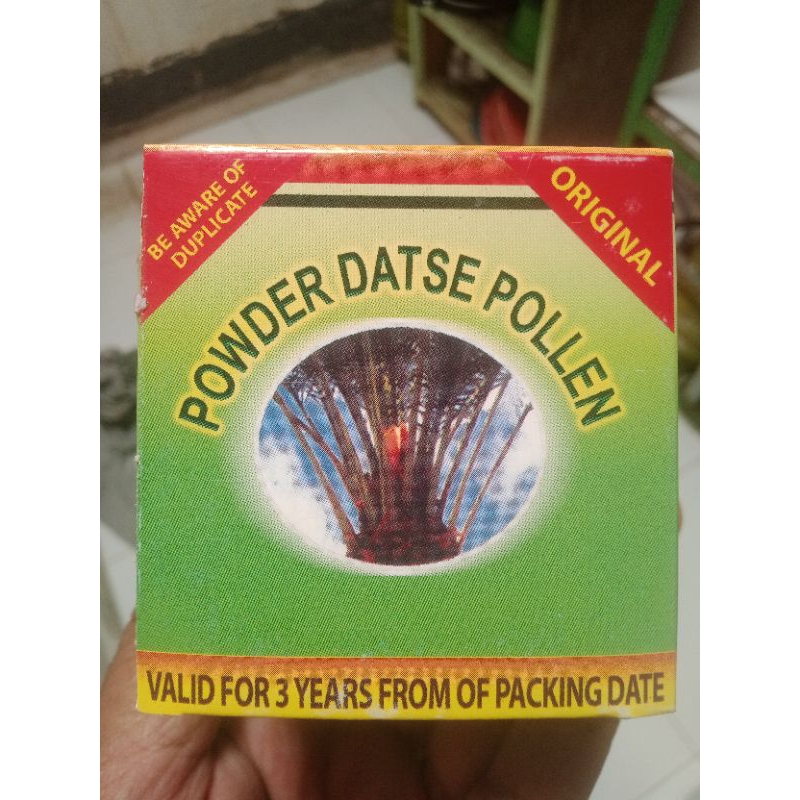 BE AWARE OF
DUPLICATE
ORIGINAL
POWDER DATSE POLLEN
VALID FOR 3 YEARS FROM OF PACKING DATE